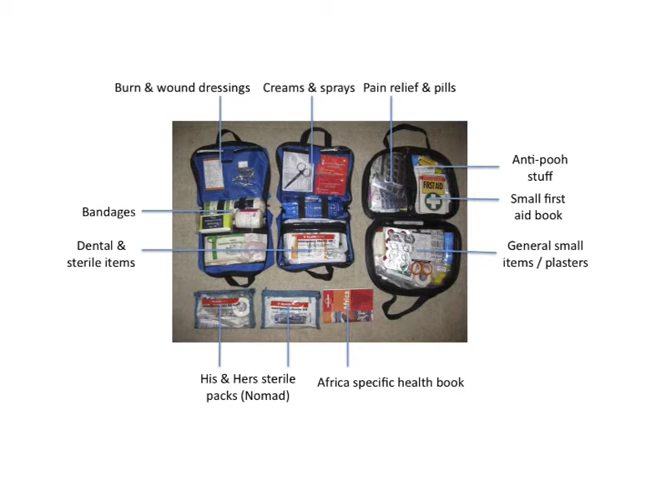 Burn & wound dressings
Creams & sprays
Pain relief & pills
Anti-pooh
stuff
Small first
aid book
Bandages
Dental &
sterile items
General small
items / plasters
FIRST AID
Africa
His & Hers sterile
packs (Nomad)
Africa specific health book